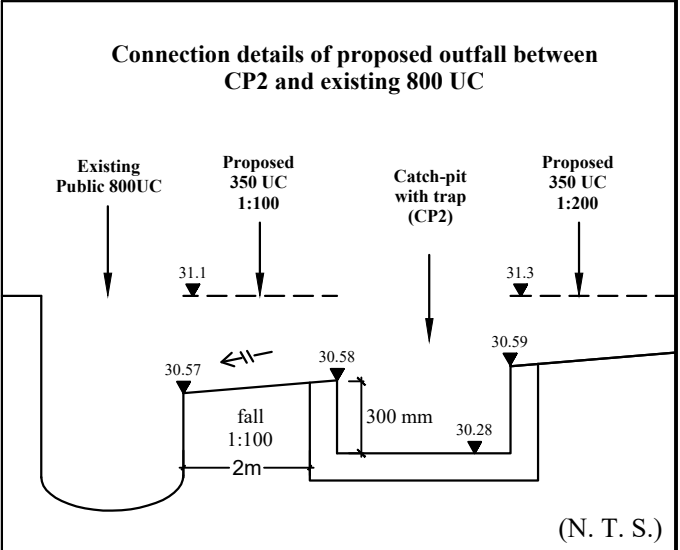 Connection details of proposed outfall between
CP2 and existing 800 UC
Existing
Public 800UC
Proposed
350 UC
1:100
Catch-pit
with trap
(CP2)
Proposed
350 UC
1:200
31.1
31.3
30.57
30.58
30.59
fall
1:100
2m
300 mm
30.28
(N. T. S.)